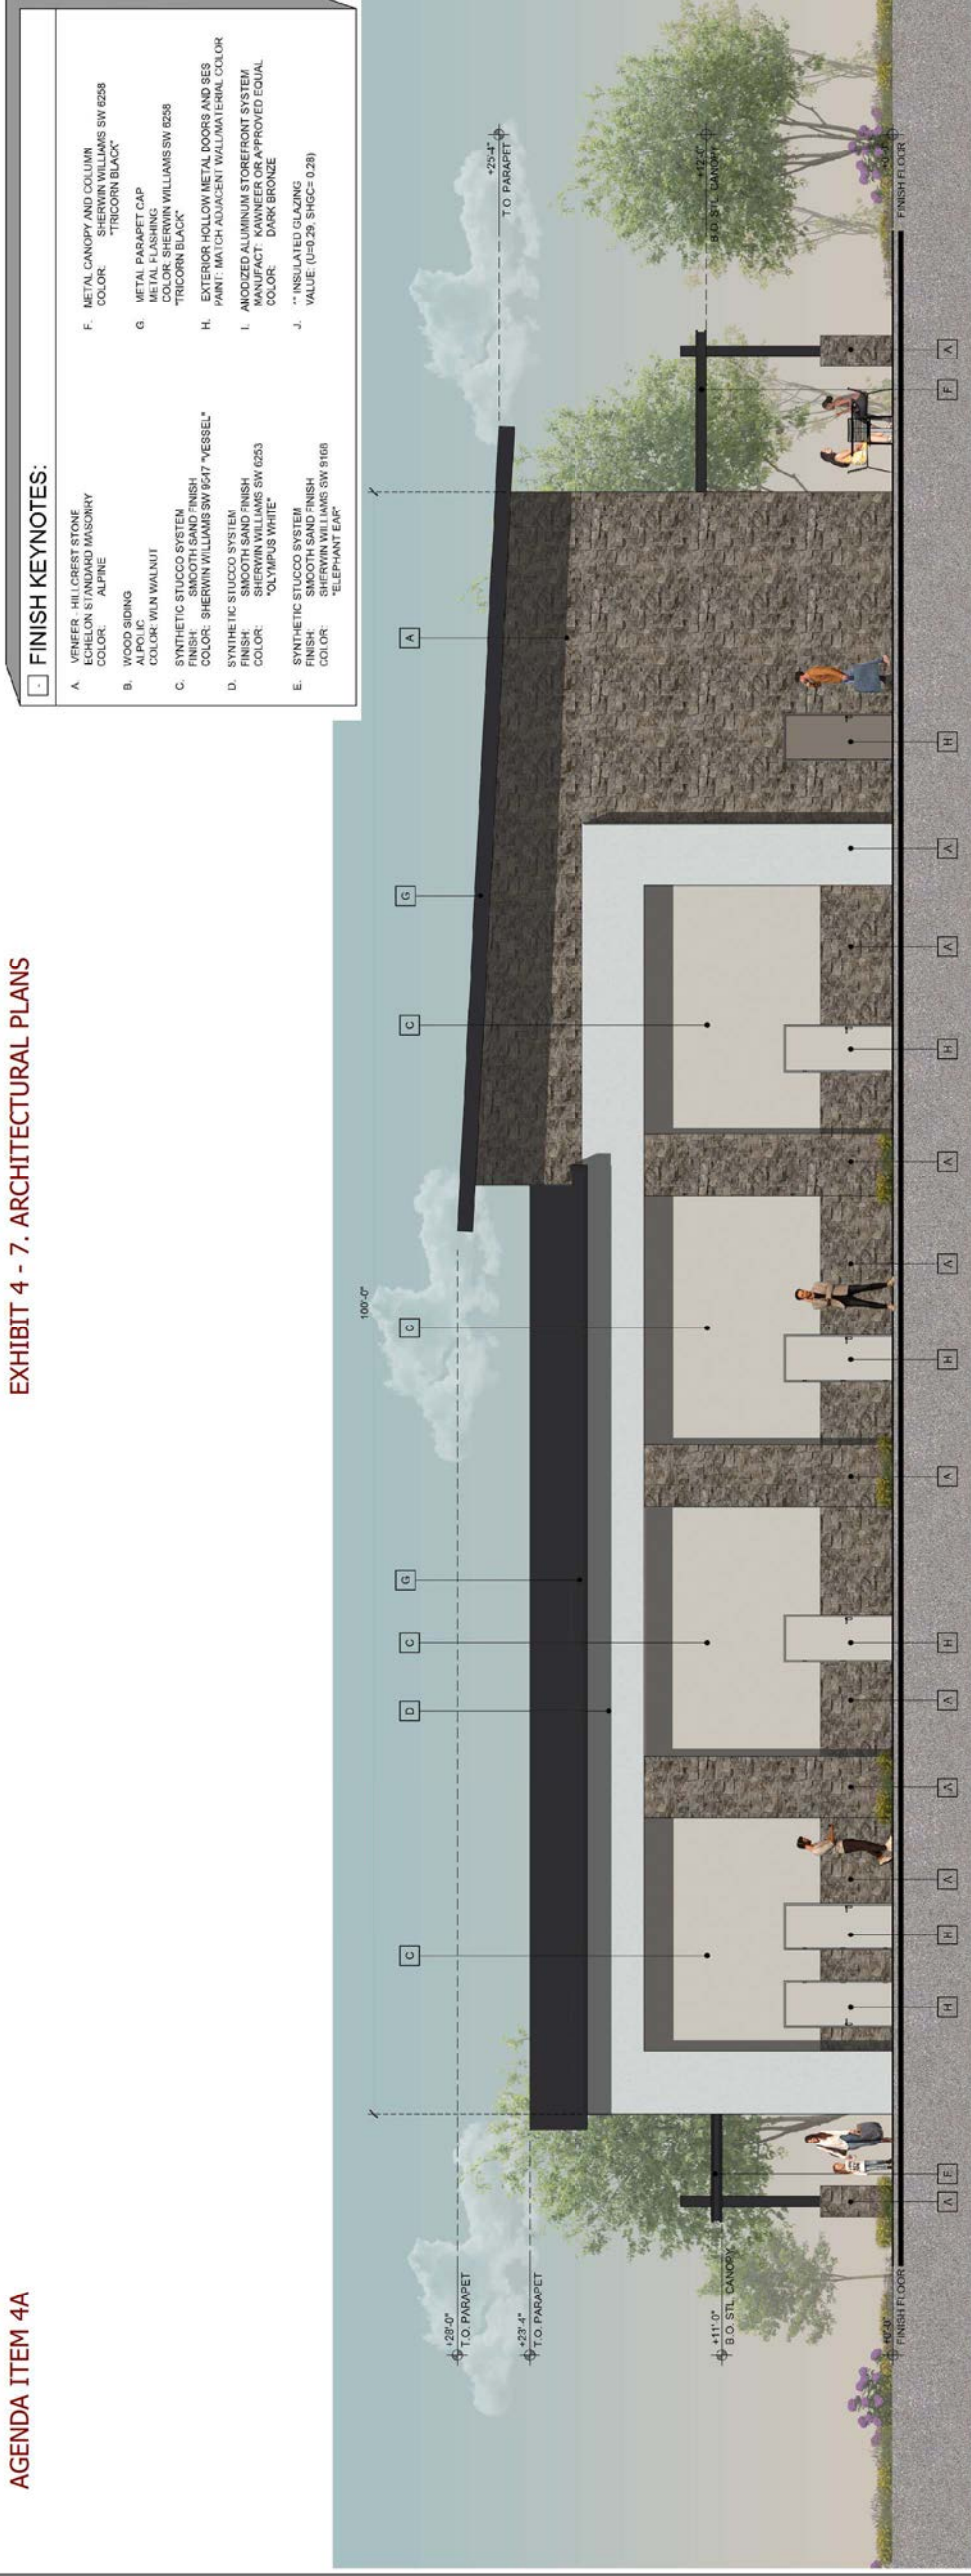 AGENDA ITEM 4A
EXHIBIT 4 - 7. ARCHITECTURAL PLANS
- FINISH KEYNOTES:
A. VENEER - HILLCREST STONE
ECHELON STANDARD MASONRY
COLOR: ALPINE
B. WOOD SIDING
ALPOLIC
COLOR: WLN WALNUT
C. SYNTHETIC STUCCO SYSTEM
FINISH: SMOOTH SAND FINISH
COLOR: SHERWIN WILLIAMS SW 9547 "VESSEL"
D. SYNTHETIC STUCCO SYSTEM
FINISH: SMOOTH SAND FINISH
COLOR: SHERWIN WILLIAMS SW 6253
"OLYMPUS WHITE"
E. SYNTHETIC STUCCO SYSTEM
FINISH: SMOOTH SAND FINISH
COLOR: SHERWIN WILLIAMS SW 9168
"ELEPHANT EAR"
F. METAL CANOPY AND COLUMN
COLOR: SHERWIN WILLIAMS SW 6258
"TRICORN BLACK"
G. METAL PARAPET CAP
METAL FLASHING
COLOR: SHERWIN WILLIAMS SW 6258
"TRICORN BLACK"
H. EXTERIOR HOLLOW METAL DOORS AND SES
PAINT: MATCH ADJACENT WALL/MATERIAL COLOR
I. ANODIZED ALUMINUM STOREFRONT SYSTEM
MANUFACT: KAWNEER OR APPROVED EQUAL
COLOR: DARK BRONZE
J. INSULATED GLAZING
VALUE: (U=0.29, SHGC= 0.28)
100'-0"
C D C G C C G A
+28'-0"
T.O. PARAPET
+23'-4"
T.O. PARAPET
+11'-0"
B.O. STL. CANOPY
+0'-0"
FINISH FLOOR
+25'-4"
T.O. PARAPET
+12'-0"
B.O. STL. CANOPY
FINISH FLOOR
A F H H A A A H A H A A H A A H F A